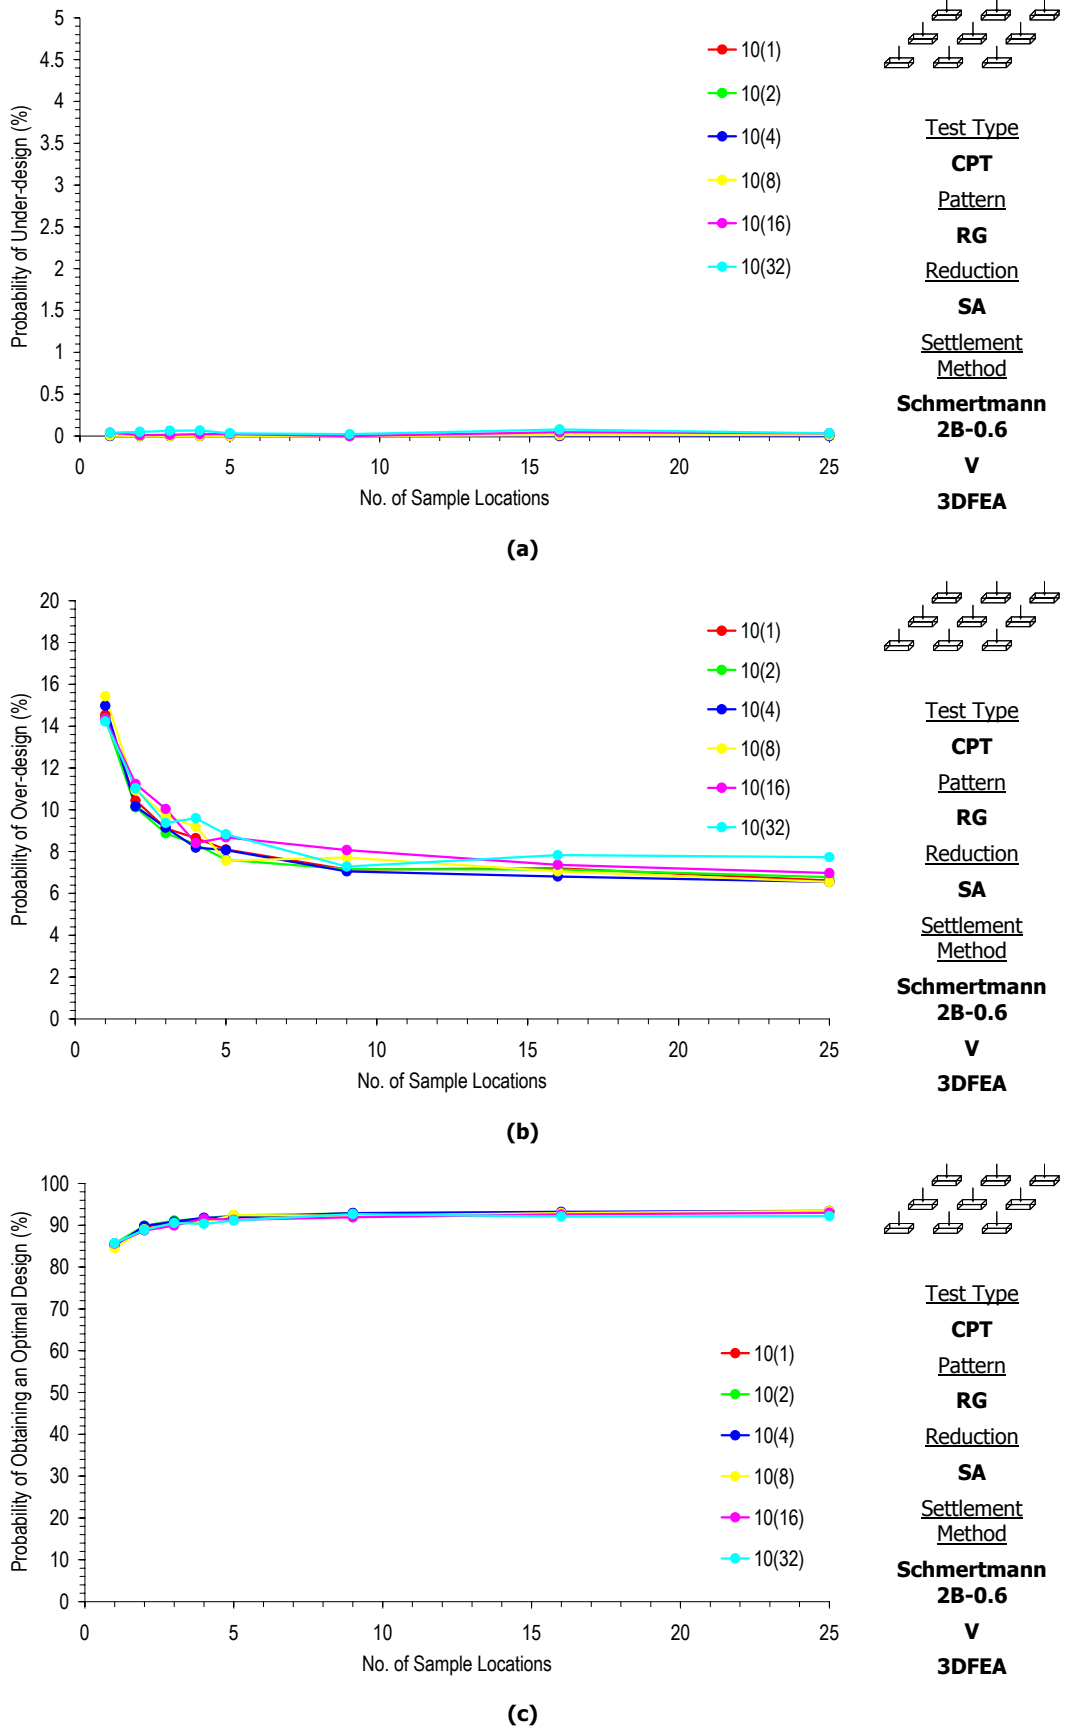 5
4.5
4
3.5
3
2.5
2
1.5
1
0.5
0
Probability of Under-design (%)
0 5 10 15 20 25
No. of Sample Locations
10(1)
10(2)
10(4)
10(8)
10(16)
10(32)
Test Type
CPT
Pattern
RG
Reduction
SA
Settlement
Method
Schmertmann
2B-0.6
V
3DFEA
(a)
20
18
16
14
12
10
8
6
4
2
0
Probability of Over-design (%)
0 5 10 15 20 25
No. of Sample Locations
10(1)
10(2)
10(4)
10(8)
10(16)
10(32)
Test Type
CPT
Pattern
RG
Reduction
SA
Settlement
Method
Schmertmann
2B-0.6
V
3DFEA
(b)
100
90
80
70
60
50
40
30
20
10
0
Probability of Obtaining an Optimal Design (%)
0 5 10 15 20 25
No. of Sample Locations
10(1)
10(2)
10(4)
10(8)
10(16)
10(32)
Test Type
CPT
Pattern
RG
Reduction
SA
Settlement
Method
Schmertmann
2B-0.6
V
3DFEA
(c)